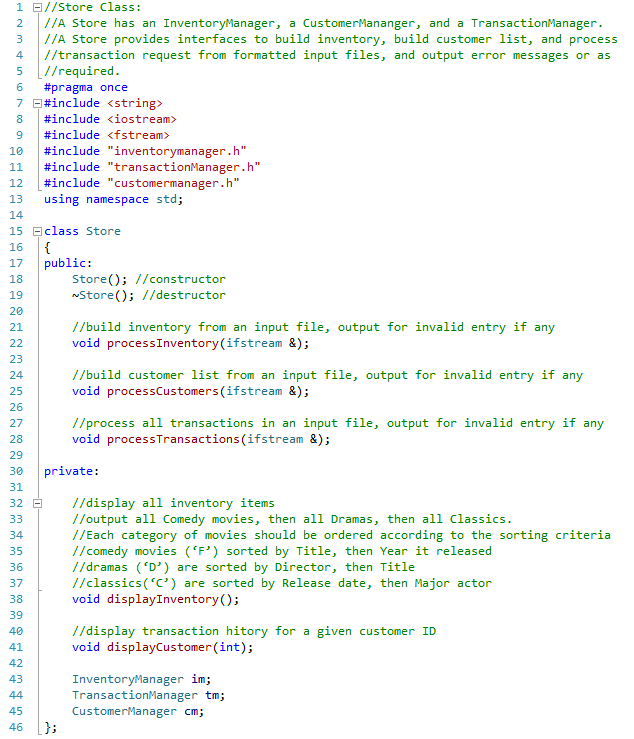 1 //Store Class:
2 //A Store has an InventoryManager, a CustomerMananger, and a TransactionManager.
3 //A Store provides interfaces to build inventory, build customer list, and process
4 //transaction request from formatted input files, and output error messages or as
5 //required.
6 #pragma once
7 #include <string>
8 #include <iostream>
9 #include <fstream>
10 #include "inventorymanager.h"
11 #include "transactionManager.h"
12 #include "customermanager.h"
13 using namespace std;
14
15 class Store
16 {
17 public:
18 Store(); //constructor
19 ~Store(); //destructor
20
21 //build inventory from an input file, output for invalid entry if any
22 void processInventory(ifstream &);
23
24 //build customer list from an input file, output for invalid entry if any
25 void processCustomers(ifstream &);
26
27 //process all transactions in an input file, output for invalid entry if any
28 void processTransactions(ifstream &);
29
30 private:
31
32 //display all inventory items
33 //output all Comedy movies, then all Dramas, then all Classics.
34 //Each category of movies should be ordered according to the sorting criteria
35 //comedy movies (‘F’) sorted by Title, then Year it released
36 //dramas (‘D’) are sorted by Director, then Title
37 //classics(‘C’) are sorted by Release date, then Major actor
38 void displayInventory();
39
40 //display transaction hitory for a given customer ID
41 void displayCustomer(int);
42
43 InventoryManager im;
44 TransactionManager tm;
45 CustomerManager cm;
46 };